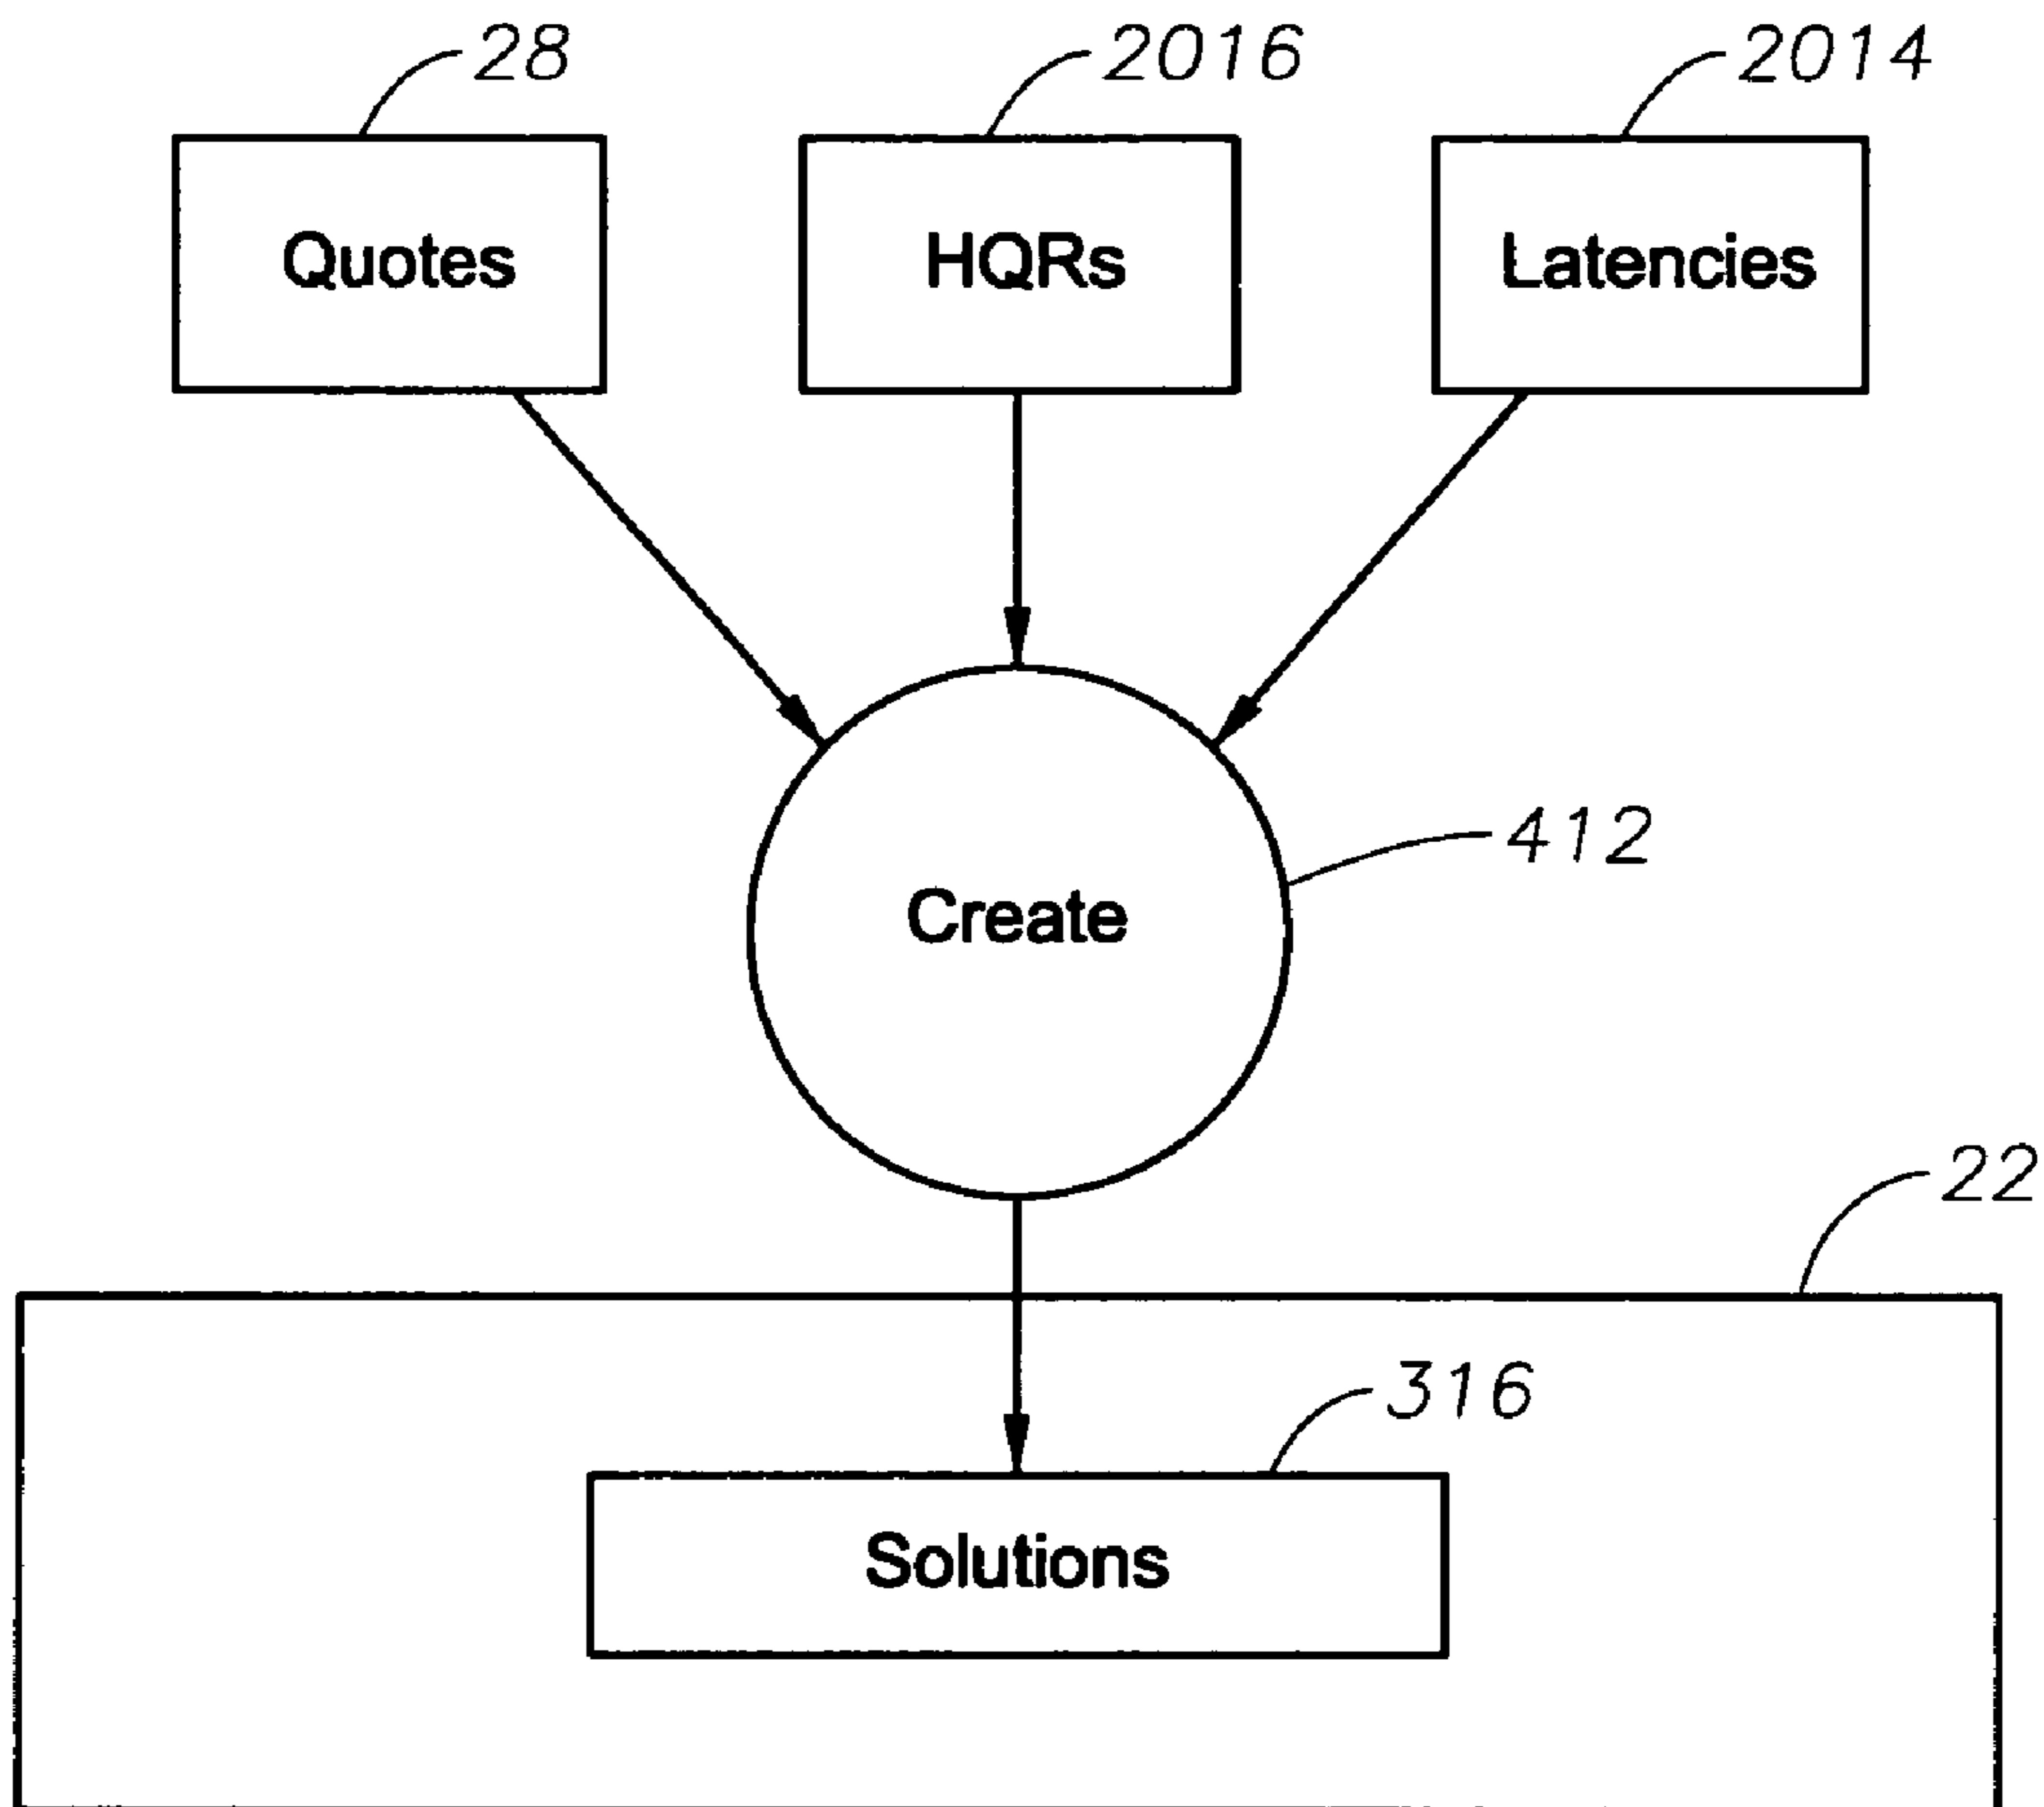 28 2016 2014
Quotes HQRs Latencies
412
Create
22
316
Solutions